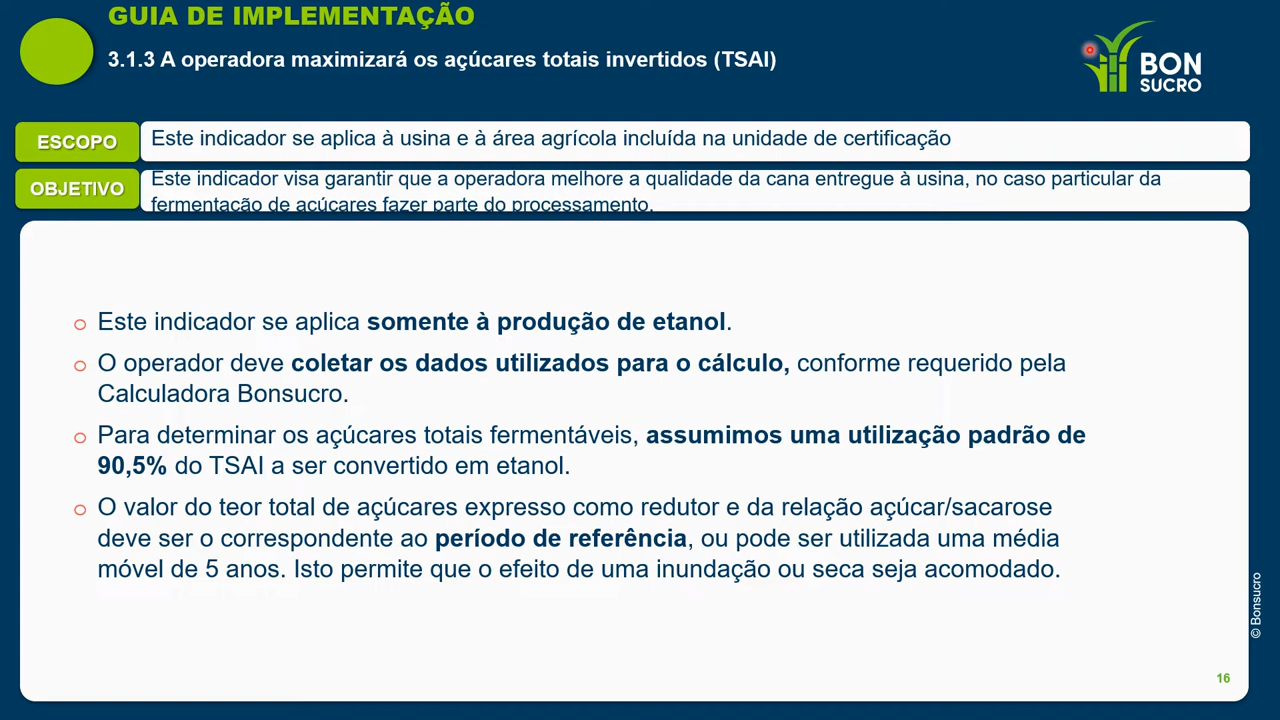 GUIA DE IMPLEMENTAÇÃO
3.1.3 A operadora maximizará os açúcares totais invertidos (TSAI)
BON
SUCRO
ESCOPO
Este indicador se aplica à usina e à área agrícola incluída na unidade de certificação
OBJETIVO
Este indicador visa garantir que a operadora melhore a qualidade da cana entregue à usina, no caso particular da
fermentação de açúcares fazer parte do processamento.
Este indicador se aplica somente à produção de etanol.
O operador deve coletar os dados utilizados para o cálculo, conforme requerido pela
Calculadora Bonsucro.
Para determinar os açúcares totais fermentáveis, assumimos uma utilização padrão de
90,5% do TSAI a ser convertido em etanol.
O valor do teor total de açúcares expresso como redutor e da relação açúcar/sacarose
deve ser o correspondente ao período de referência, ou pode ser utilizada uma média
móvel de 5 anos. Isto permite que o efeito de uma inundação ou seca seja acomodado.
© Bonsucro
16